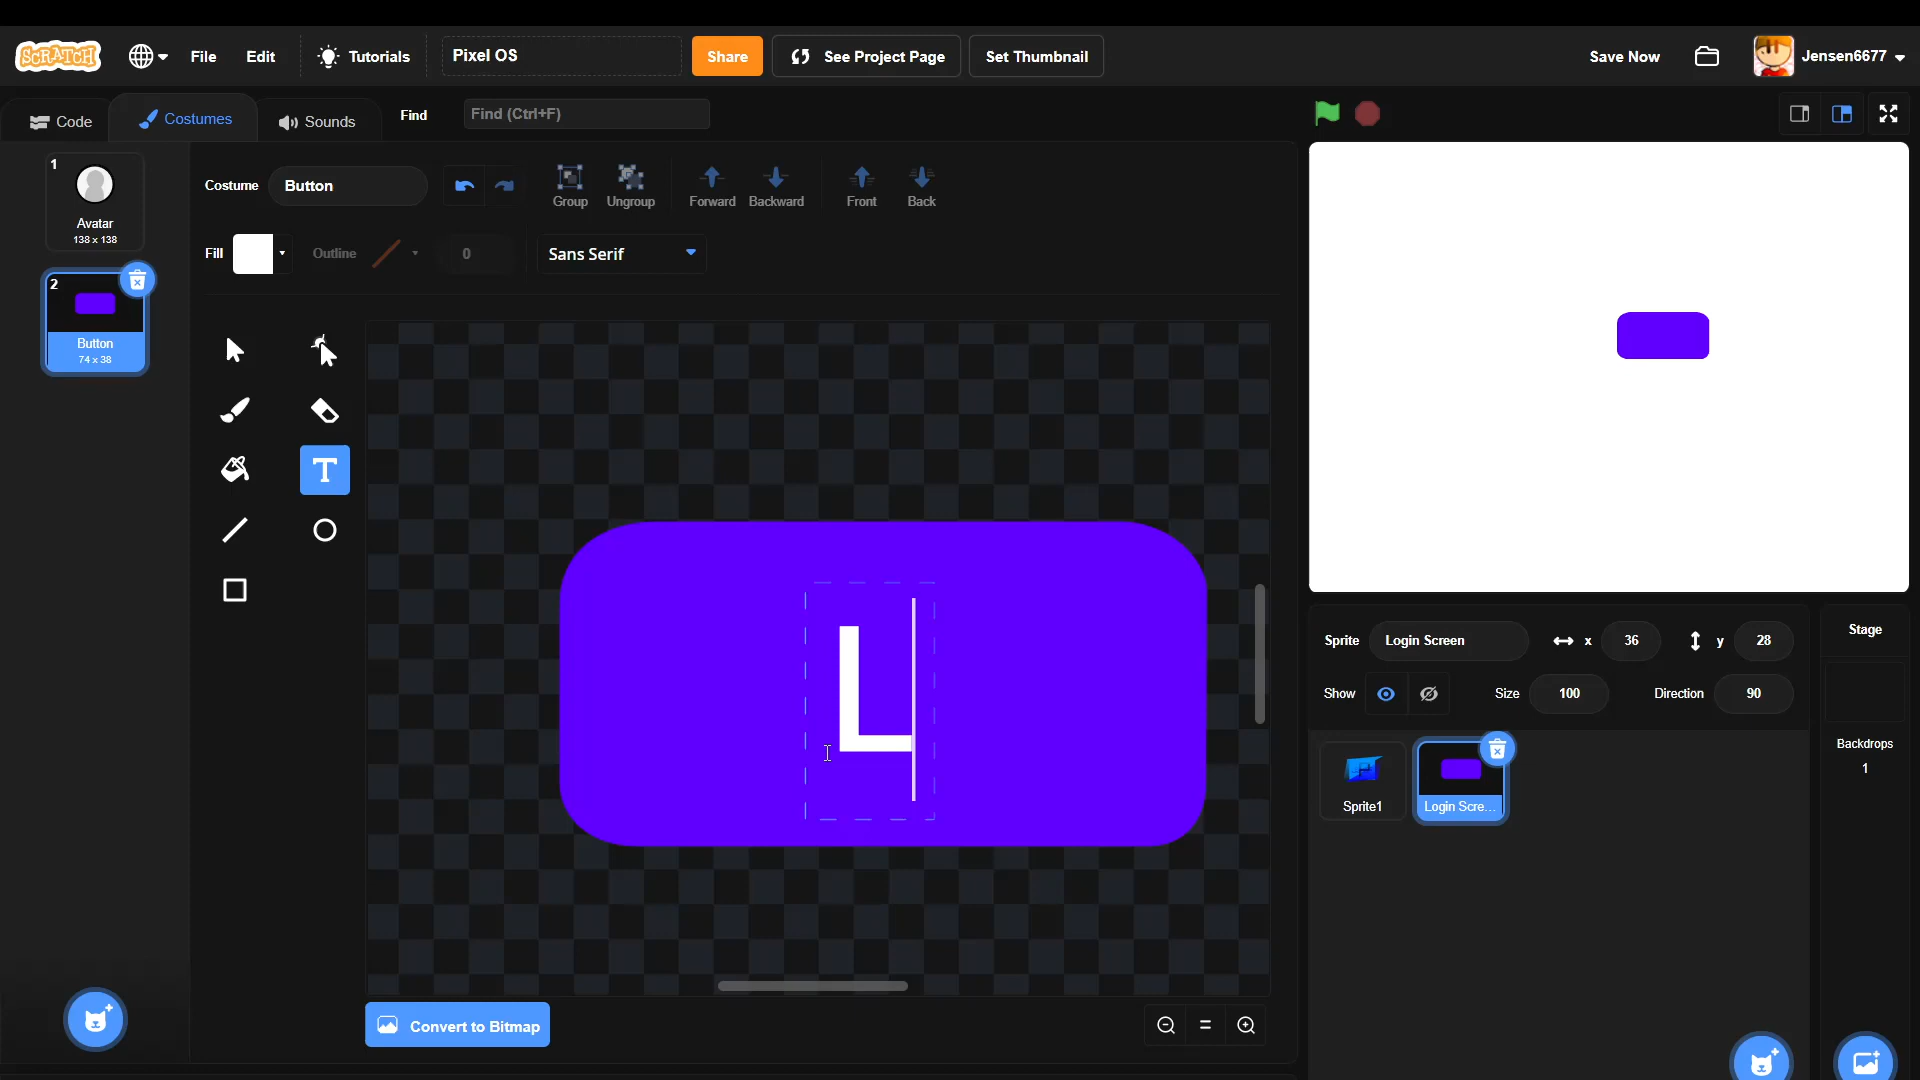 SCRATCH
File
Edit
Tutorials
Pixel OS
Share
See Project Page
Set Thumbnail
Save Now
Jensen6677
Code
Costumes
Sounds
Find
Find (Ctrl+F)
1
Avatar
138 x 138
2
Button
74 x 38
Costume
Button
Group
Ungroup
Forward
Backward
Front
Back
Fill
Outline
0
Sans Serif
T
L
Convert to Bitmap
Sprite
Login Screen
x
36
y
28
Show
Size
100
Direction
90
Sprite1
Login Scre...
Stage
Backdrops
1